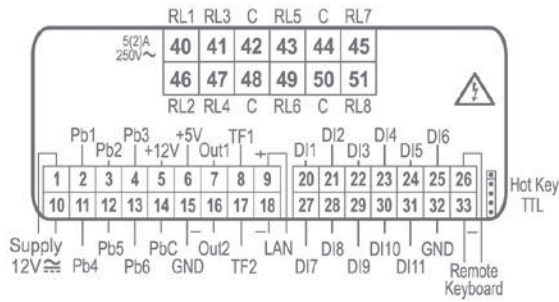 RL1 RL3 C RL5 C RL7
5(2)A 40 41 42 43 44 45
250V~
46 47 48 49 50 51
RL2 RL4 C RL6 C RL8
Pb1 Pb3 +5V TF1 DI2 DI4 DI6
Pb2 +12V Out1 + DI1 DI3 DI5
1 2 3 4 5 6 7 8 9 20 21 22 23 24 25 26
Hot Key
10 11 12 13 14 15 16 17 18 27 28 29 30 31 32 33
TTL
Supply Pb5 PbC – Out2 – LAN DI8 DI10 GND –
12V Pb4 Pb6 GND TF2 DI7 DI9 DI11 Remote
Keyboard